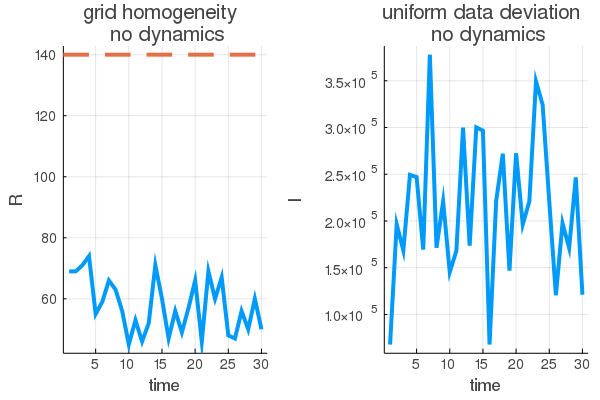 grid homogeneity
no dynamics
140
120
100
80
60
R
5
10
15
20
25
30
time
uniform data deviation
no dynamics
3.5×10 5
3.0×10 5
2.5×10 5
2.0×10 5
1.5×10 5
1.0×10 5
I
5
10
15
20
25
30
time